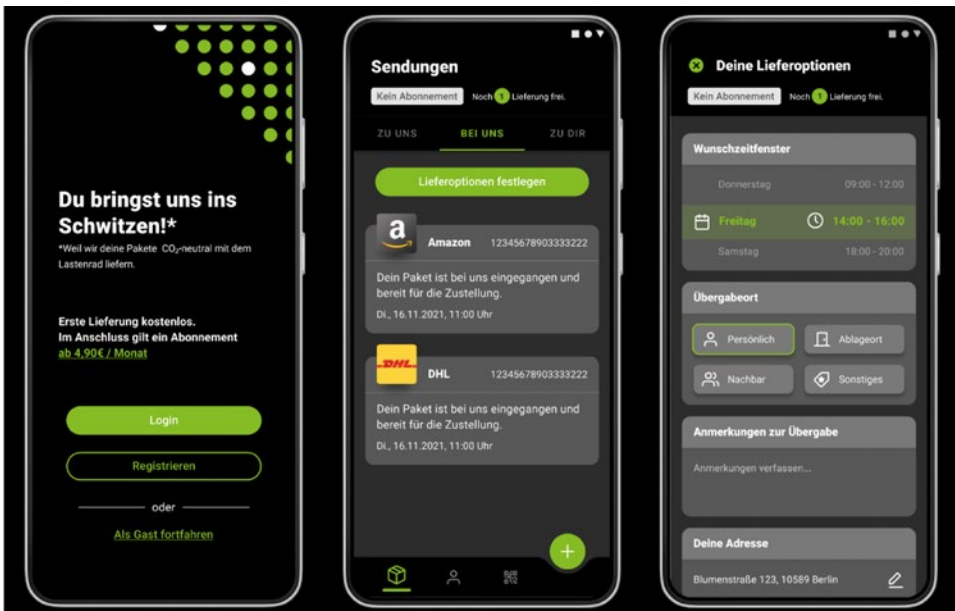 Du bringst uns ins
Schwitzen!*
*Weil wir deine Pakete CO₂-neutral mit dem
Lastenrad liefern.
Erste Lieferung kostenlos.
Im Anschluss gilt ein Abonnement
ab 4,90€ / Monat
Login
Registrieren
oder
Als Gast fortfahren
Sendungen
Kein Abonnement Noch 1 Lieferung frei.
ZU UNS BEI UNS ZU DIR
Lieferoptionen festlegen
a
Amazon 12345678903333222
Dein Paket ist bei uns eingegangen und
bereit für die Zustellung.
Di., 16.11.2021, 11:00 Uhr
DHL
DHL 12345678903333222
Dein Paket ist bei uns eingegangen und
bereit für die Zustellung.
Di., 16.11.2021, 11:00 Uhr
Deine Lieferoptionen
Kein Abonnement Noch 1 Lieferung frei.
Wunschzeitfenster
Donnerstag 09:00 - 12:00
Freitag 14:00 - 16:00
Samstag 18:00 - 20:00
Übergabeort
Persönlich Ablageort
Nachbar Sonstiges
Anmerkungen zur Übergabe
Anmerkungen verfassen...
Deine Adresse
Blumenstraße 123, 10589 Berlin